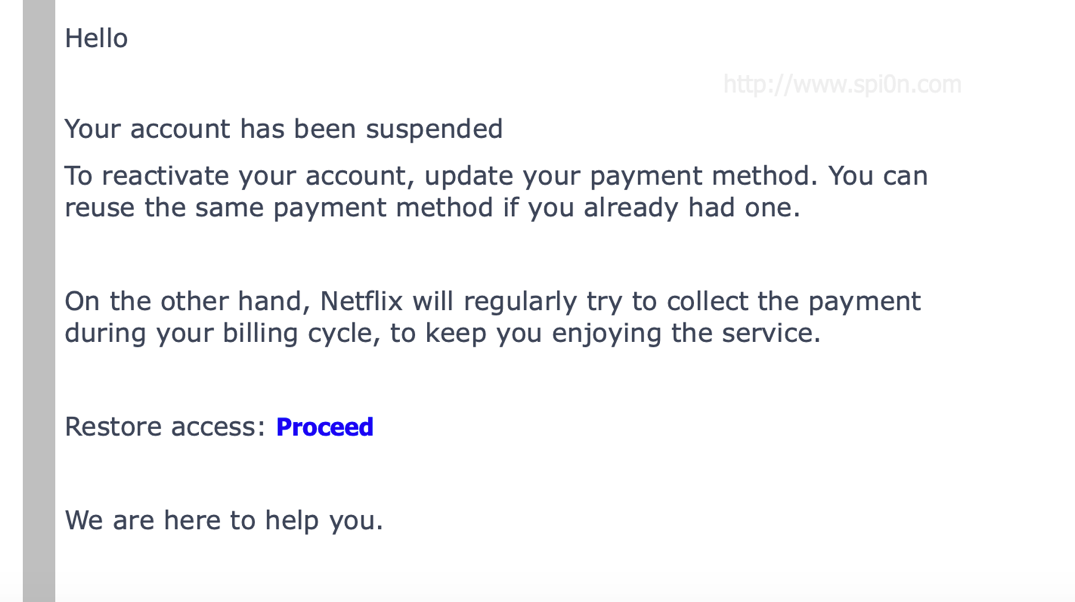 Hello
http://www.spi0n.com
Your account has been suspended
To reactivate your account, update your payment method. You can
reuse the same payment method if you already had one.
On the other hand, Netflix will regularly try to collect the payment
during your billing cycle, to keep you enjoying the service.
Restore access: Proceed
We are here to help you.